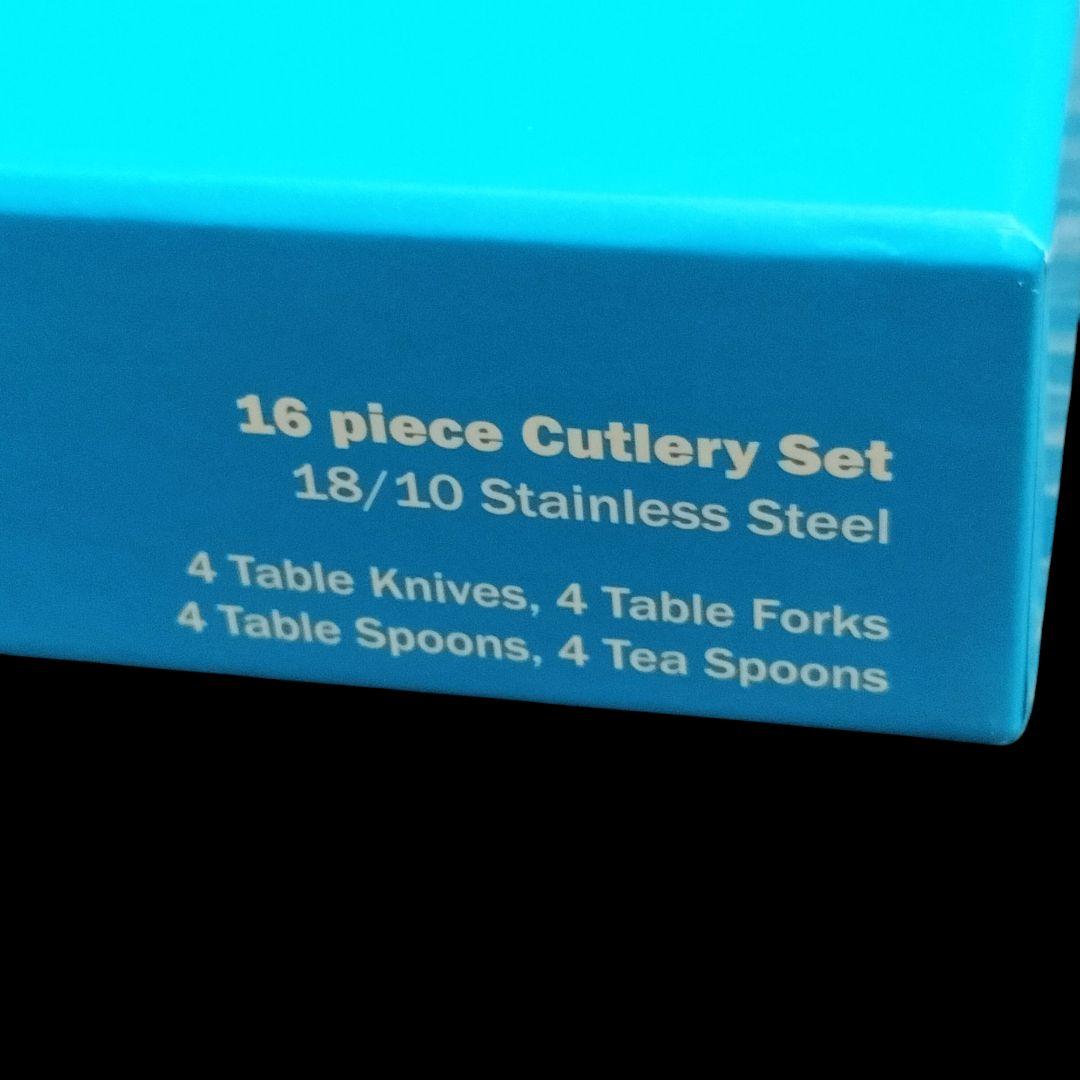 16 piece Cutlery Set
18/10 Stainless Steel
4 Table Knives, 4 Table Forks
4 Table Spoons, 4 Tea Spoons